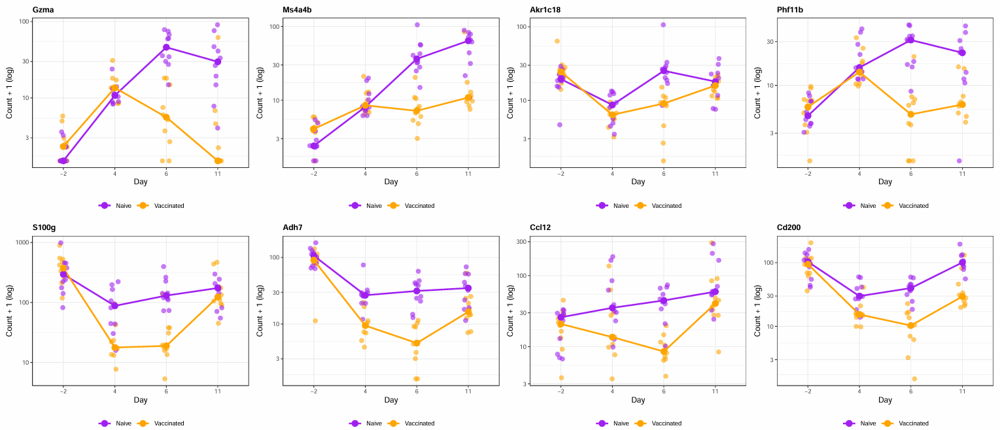 Gzma
Ms4a4b
Akr1c18
Phf11b
Count + 1 (log)
100
30
10
3
−2 4 6 11
Day
Naive Vaccinated
Count + 1 (log)
100
30
10
3
−2 4 6 11
Day
Naive Vaccinated
Count + 1 (log)
100
30
10
3
−2 4 6 11
Day
Naive Vaccinated
Count + 1 (log)
30
10
3
−2 4 6 11
Day
Naive Vaccinated
S100g
Adh7
Ccl12
Cd200
Count + 1 (log)
1000
100
10
−2 4 6 11
Day
Naive Vaccinated
Count + 1 (log)
100
30
10
3
−2 4 6 11
Day
Naive Vaccinated
Count + 1 (log)
300
100
30
10
3
−2 4 6 11
Day
Naive Vaccinated
Count + 1 (log)
100
30
10
3
−2 4 6 11
Day
Naive Vaccinated